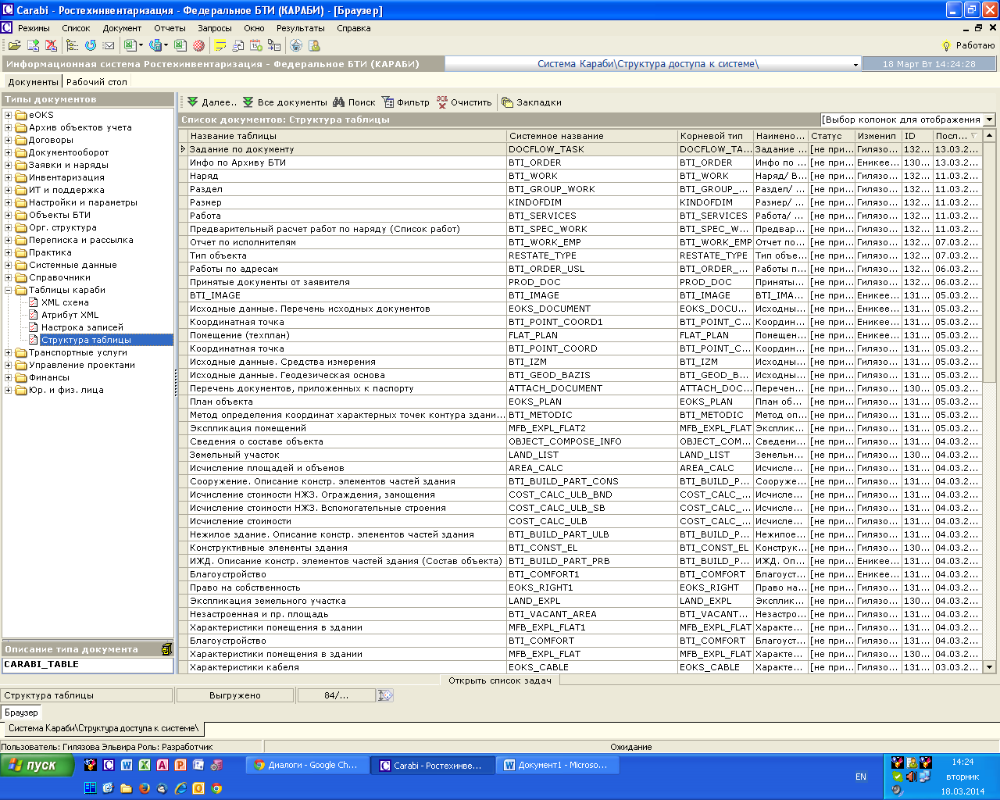 Carabi - Ростехинвентаризация - Федеральное БТИ (КАРАБИ) - [Браузер]
Режимы Список Документ Отчеты Запросы Окно Результаты Справка
Работаю
Информационная система Ростехинвентаризация - Федеральное БТИ (КАРАБИ) Система Караби\Структура доступа к системе\ 18 Март Вт 14:24:28
Документы Рабочий стол
Типы документов
еОКS
Архив объектов учета
Договоры
Документооборот
Заявки и наряды
Инвентаризация
ИТ и поддержка
Настройки и параметры
Объекты БТИ
Орг. структура
Переписка и рассылка
Практика
Системные данные
Справочники
Таблицы караби
XML схема
Атрибут XML
Настрока записей
Структура таблицы
Транспортные услуги
Управление проектами
Финансы
Юр. и физ. лица
Описание типа документа
CARABI_TABLE
Далее.. Все документы Поиск Фильтр SQL Очистить Закладки
Список документов: Структура таблицы [Выбор колонок для отображения
Название таблицы Системное название Корневой тип Наимено... Статус Изменил ID Посл...
Задание по документу DOCFLOW_TASK DOCFLOW_TA... Задание ... [не при... Гилязо... 132... 13.03.2...
Инфо по Архиву БТИ BTI_ORDER BTI_ORDER Инфо по ... [не при... Еникее... 130... 13.03.2...
Наряд BTI_WORK BTI_WORK Наряд/ В... [не при... Гилязо... 132... 11.03.2...
Раздел BTI_GROUP_WORK BTI_GROUP_... Раздел/ ... [не при... Гилязо... 132... 11.03.2...
Размер KINDOFDIM KINDOFDIM Размер/ ... [не при... Гилязо... 132... 11.03.2...
Работа BTI_SERVICES BTI_SERVICES Работа/ ... [не при... Гилязо... 132... 11.03.2...
Предварительный расчет работ по наряду (Список работ) BTI_SPEC_WORK BTI_SPEC_W... Предвар... [не при... Гилязо... 132... 11.03.2...
Отчет по исполнителям BTI_WORK_EMP BTI_WORK_EMP Отчет по... [не при... Гилязо... 132... 07.03.2...
Тип объекта RESTATE_TYPE RESTATE_TYPE Тип объе... [не при... Гилязо... 132... 07.03.2...
Работы по адресам BTI_ORDER_USL BTI_ORDER_... Работы п... [не при... Гилязо... 132... 06.03.2...
Принятые документы от заявителя PROD_DOC PROD_DOC Приняты... [не при... Гилязо... 132... 06.03.2...
BTI_IMAGE BTI_IMAGE BTI_IMAGE BTI_IMA... [не при... Еникее... 131... 05.03.2...
Исходные данные. Перечень исходных документов EOKS_DOCUMENT EOKS_DOCU... Исходны... [не при... Еникее... 131... 05.03.2...
Координатная точка BTI_POINT_COORD1 BTI_POINT_C... Координ... [не при... Еникее... 131... 05.03.2...
Помещение (техплан) FLAT_PLAN FLAT_PLAN Помещен... [не при... Еникее... 131... 05.03.2...
Координатная точка BTI_POINT_COORD BTI_POINT_C... Координ... [не при... Гилязо... 131... 05.03.2...
Исходные данные. Средства измерения BTI_IZM BTI_IZM Исходны... [не при... Гилязо... 131... 05.03.2...
Исходные данные. Геодезическая основа BTI_GEOD_BAZIS BTI_GEOD_B... Исходны... [не при... Гилязо... 131... 05.03.2...
Перечень документов, приложенных к паспорту ATTACH_DOCUMENT ATTACH_DOC... Перечен... [не при... Гилязо... 130... 05.03.2...
План объекта EOKS_PLAN EOKS_PLAN План об... [не при... Гилязо... 131... 05.03.2...
Метод определения координат характерных точек контура здани... BTI_METODIC BTI_METODIC Метод оп... [не при... Гилязо... 131... 05.03.2...
Экспликация помещений MFB_EXPL_FLAT2 MFB_EXPL_FLAT Эксплик... [не при... Гилязо... 131... 05.03.2...
Сведения о составе объекта OBJECT_COMPOSE_INFO OBJECT_COM... Сведени... [не при... Гилязо... 131... 04.03.2...
Земельный участок LAND_LIST LAND_LIST Земельн... [не при... Гилязо... 130... 04.03.2...
Исчисление площадей и объемов AREA_CALC AREA_CALC Исчисле... [не при... Гилязо... 131... 04.03.2...
Сооружение. Описание констр. элементов частей здания BTI_BUILD_PART_CONS BTI_BUILD_P... Сооруже... [не при... Гилязо... 131... 04.03.2...
Исчисление стоимости НЖЗ. Ограждения, замощения COST_CALC_ULB_BND COST_CALC_... Исчисле... [не при... Гилязо... 131... 04.03.2...
Исчисление стоимости НЖЗ. Вспомогательные строения COST_CALC_ULB_SB COST_CALC_... Исчисле... [не при... Гилязо... 131... 04.03.2...
Исчисление стоимости COST_CALC_ULB COST_CALC_... Исчисле... [не при... Гилязо... 131... 04.03.2...
Нежилое здание. Описание констр. элементов частей здания BTI_BUILD_PART_ULB BTI_BUILD_P... Нежилое... [не при... Гилязо... 131... 04.03.2...
Конструктивные элементы здания BTI_CONST_EL BTI_CONST_EL Конструк... [не при... Гилязо... 130... 04.03.2...
ИЖД. Описание констр. элементов частей здания (Состав объекта) BTI_BUILD_PART_PRB BTI_BUILD_P... ИЖД. Оп... [не при... Еникее... 131... 04.03.2...
Благоустройство BTI_COMFORT1 BTI_COMFORT Благоуст... [не при... Еникее... 131... 04.03.2...
Право на собственность EOKS_RIGHT1 EOKS_RIGHT Право на... [не при... Гилязо... 131... 04.03.2...
Экспликация земельного участка LAND_EXPL LAND_EXPL Эксплик... [не при... Гилязо... 130... 04.03.2...
Незастроенная и пр. площадь BTI_VACANT_AREA BTI_VACANT... Незастро... [не при... Гилязо... 131... 04.03.2...
Характеристики помещения в здании MFB_EXPL_FLAT1 MFB_EXPL_FLAT Характе... [не при... Гилязо... 131... 04.03.2...
Благоустройство BTI_COMFORT BTI_COMFORT Благоуст... [не при... Гилязо... 131... 04.03.2...
Характеристики помещения в здании MFB_EXPL_FLAT MFB_EXPL_FLAT Характе... [не при... Гилязо... 130... 04.03.2...
Характеристики кабеля EOKS_CABLE EOKS_CABLE Характе... [не при... Гилязо... 131... 03.03.2...
Открыть список задач
Структура таблицы Выгружено 84/...
Браузер
Система Караби\Структура доступа к системе\
Пользователь: Гилязова Эльвира Роль: Разработчик Ожидание
пуск Диалоги - Google Ch... Carabi - Ростехинве... Документ1 - Microso... EN 14:24
вторник
18.03.2014